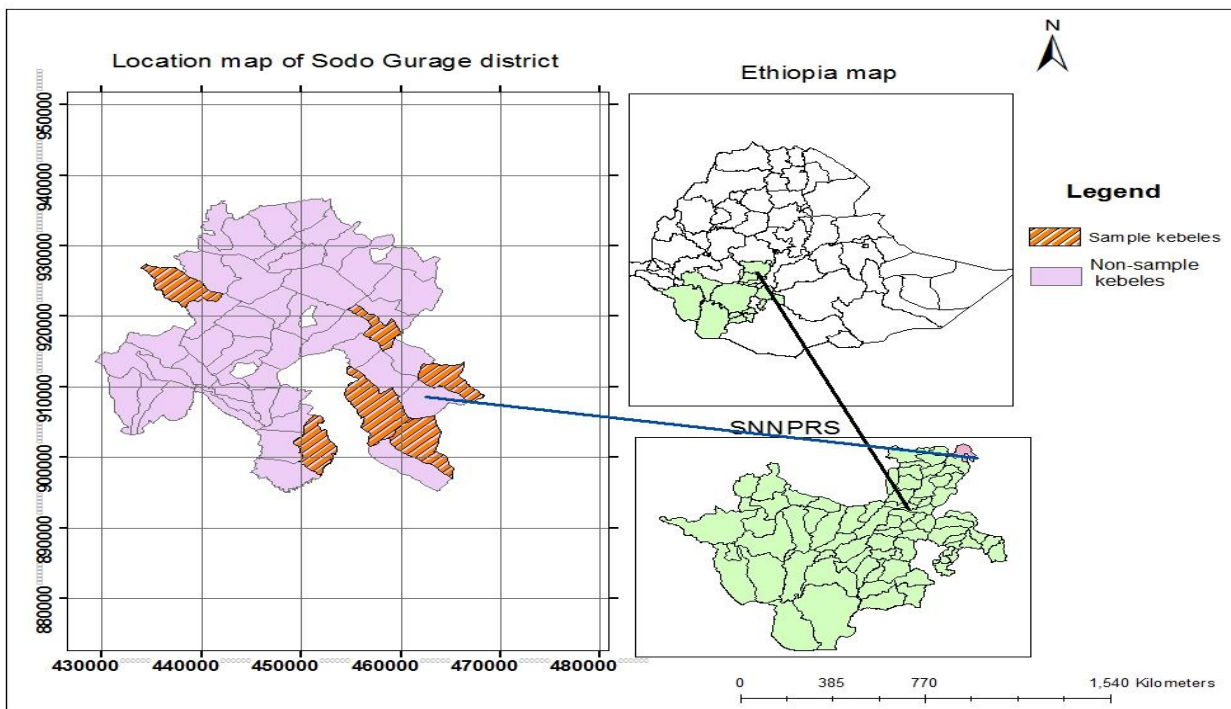 Location map of Sodo Gurage district
950000
940000
930000
920000
910000
900000
890000
880000
430000
440000
450000
460000
470000
480000
Ethiopia map
SNNPRS
N
Legend
Sample kebeles
Non-sample
kebeles
0
385
770
1,540 Kilometers